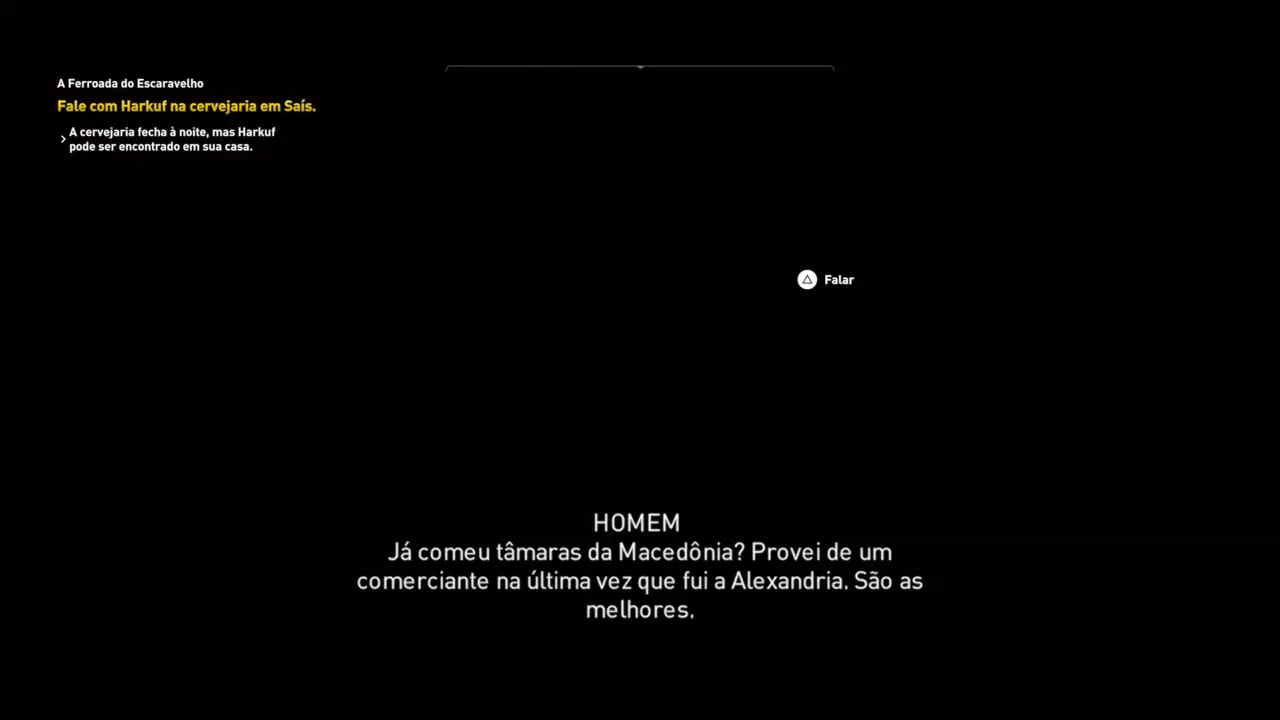 A Ferroada do Escaravelho
Fale com Harkuf na cervejaria em Saís.
A cervejaria fecha à noite, mas Harkuf
pode ser encontrado em sua casa.
Falar
HOMEM
Já comeu tâmaras da Macedônia? Provei de um
comerciante na última vez que fui a Alexandria. São as
melhores.